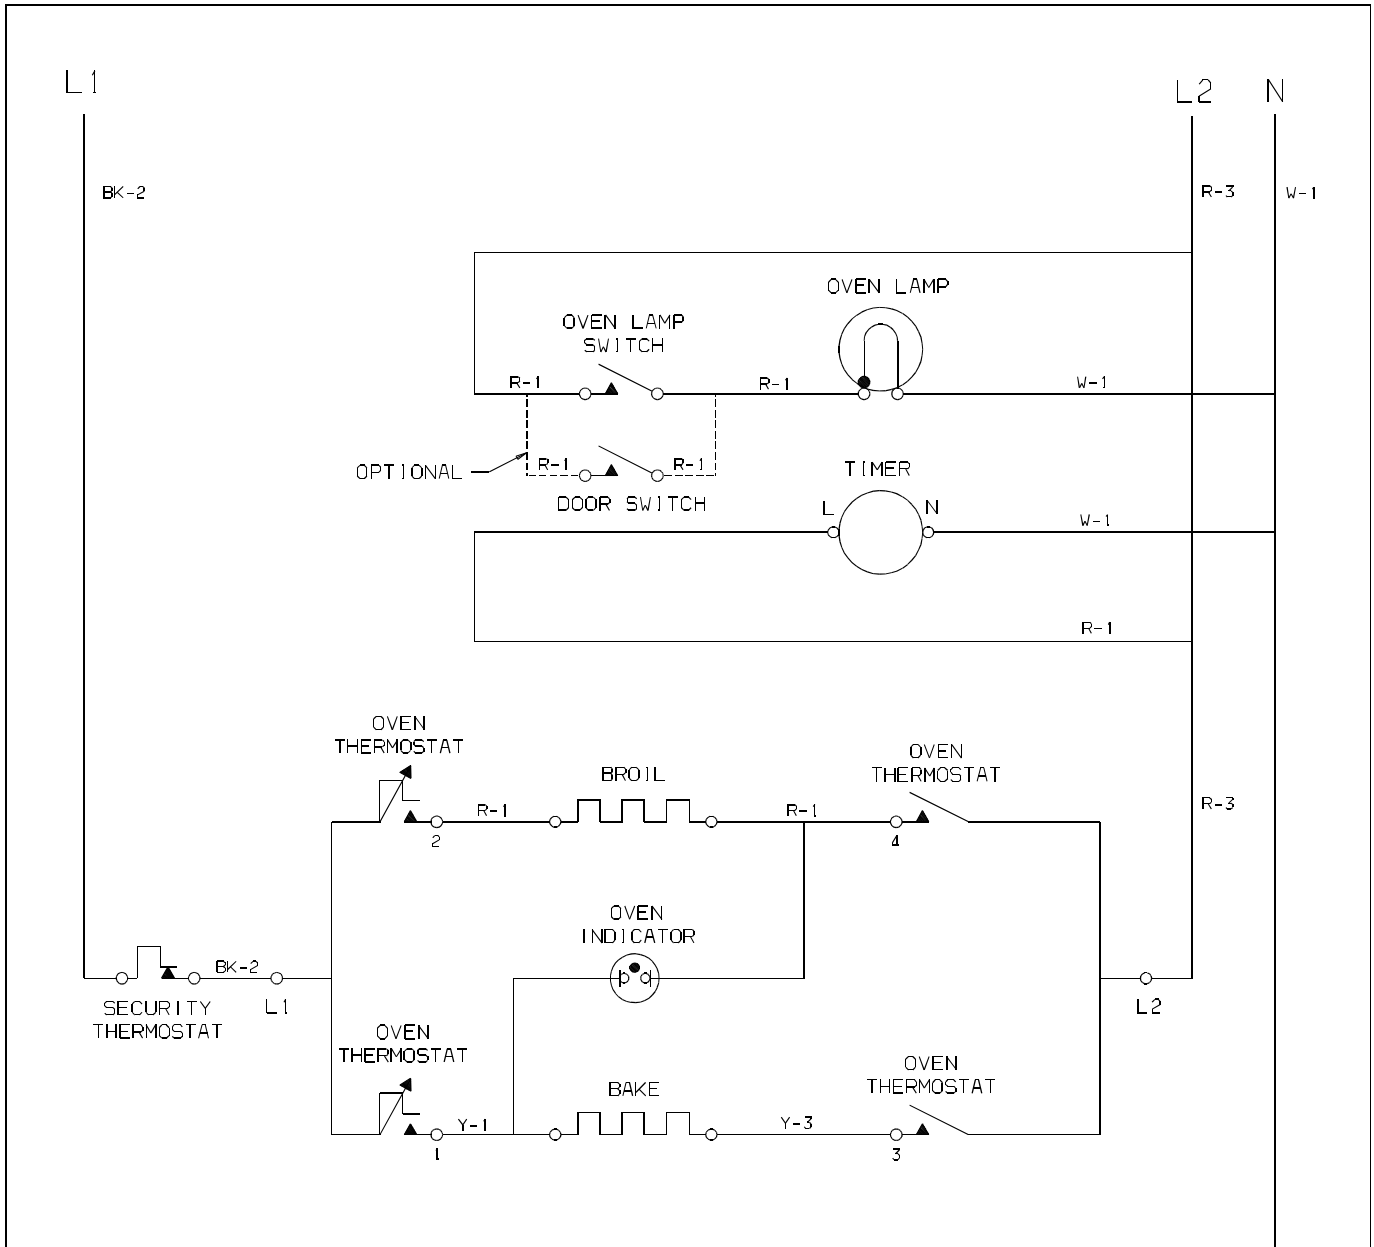 L1
L2
N
BK-2
R-3
W-1
OVEN LAMP
OVEN LAMP
SWITCH
R-1
R-1
W-1
OPTIONAL
R-1
R-1
DOOR SWITCH
TIMER
L
N
W-1
R-1
OVEN
THERMOSTAT
BROIL
OVEN
THERMOSTAT
R-1
R-1
R-3
2
4
OVEN
INDICATOR
BK-2
SECURITY
THERMOSTAT
L1
L2
OVEN
THERMOSTAT
BAKE
OVEN
THERMOSTAT
Y-1
Y-3
1
3